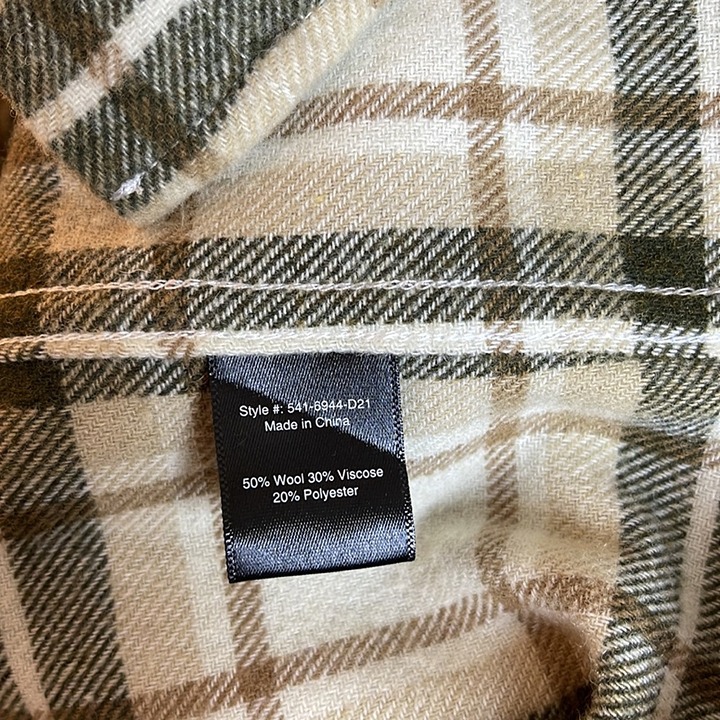 Style #: 541-6944-D21
Made in China
50% Wool 30% Viscose
20% Polyester